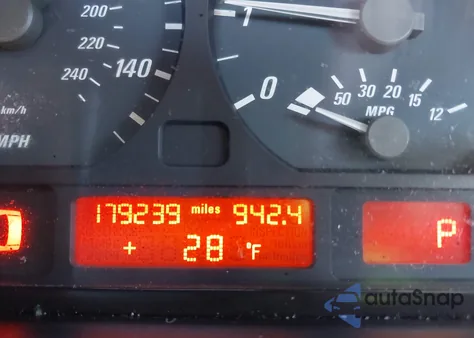 200
220
240
140
km/h
MPH
1
0
50 30 20 15 12
MPG
179239 miles 942.4
+ 28 °F
P
autoSnap